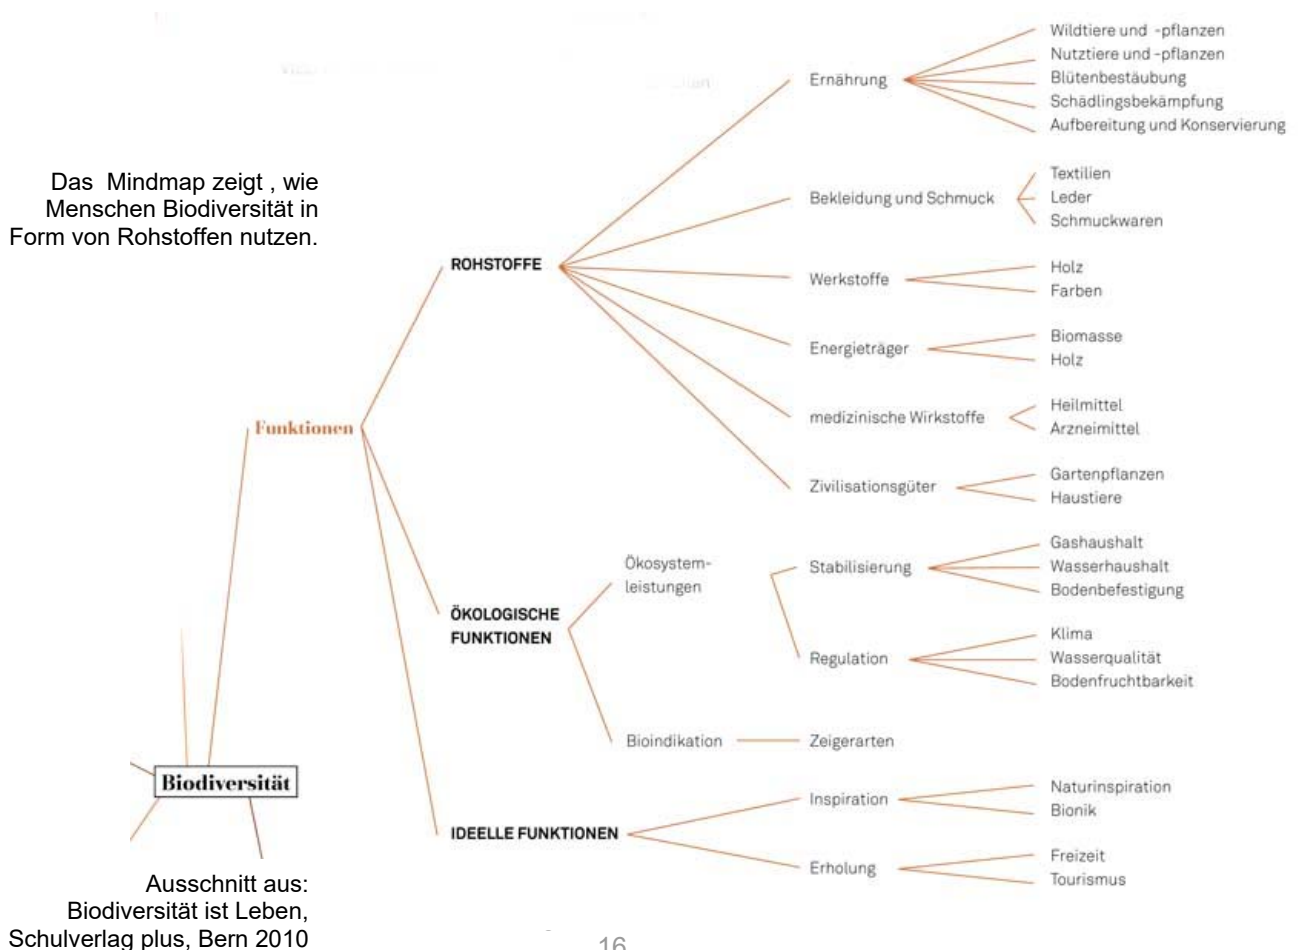 Das  Mindmap zeigt , wie
Menschen Biodiversität in
Form von Rohstoffen nutzen.
Biodiversität
Funktionen
ROHSTOFFE
Ernährung
Wildtiere und -pflanzen
Nutztiere und -pflanzen
Blütenbestäubung
Schädlingsbekämpfung
Aufbereitung und Konservierung
Bekleidung und Schmuck
Textilien
Leder
Schmuckwaren
Werkstoffe
Holz
Farben
Energieträger
Biomasse
Holz
medizinische Wirkstoffe
Heilmittel
Arzneimittel
Zivilisationsgüter
Gartenpflanzen
Haustiere
ÖKOLOGISCHE
FUNKTIONEN
Ökosystem-
leistungen
Stabilisierung
Gashaushalt
Wasserhaushalt
Bodenbefestigung
Regulation
Klima
Wasserqualität
Bodenfruchtbarkeit
Bioindikation
Zeigerarten
IDEELLE FUNKTIONEN
Inspiration
Naturinspiration
Bionik
Erholung
Freizeit
Tourismus
Ausschnitt aus:
Biodiversität ist Leben,
Schulverlag plus, Bern 2010
16